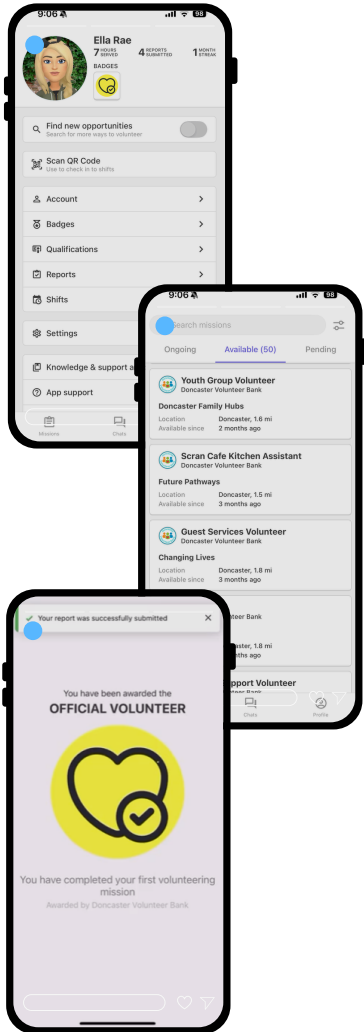 9:06
98
Ella Rae
7 HOURS SERVED 4 REPORTS SUBMITTED 1 MONTH STREAK
BADGES
Find new opportunities
Search for more ways to volunteer
Scan QR Code
Use to check in to shifts
Account
Badges
Qualifications
Reports
Shifts
Settings
Knowledge & support a
App support
Missions Chats
9:06
98
Search missions
Ongoing Available (50) Pending
Youth Group Volunteer
Doncaster Volunteer Bank
Doncaster Family Hubs
Location Doncaster, 1.6 mi
Available since 2 months ago
Scran Cafe Kitchen Assistant
Doncaster Volunteer Bank
Future Pathways
Location Doncaster, 1.5 mi
Available since 3 months ago
Guest Services Volunteer
Doncaster Volunteer Bank
Changing Lives
Location Doncaster, 1.8 mi
Available since 3 months ago
nteer Bank
ter, 1.8 mi
ths ago
pport Volunteer
Chats Profile
Your report was successfully submitted
You have been awarded the
OFFICIAL VOLUNTEER
You have completed your first volunteering
mission
Awarded by Doncaster Volunteer Bank